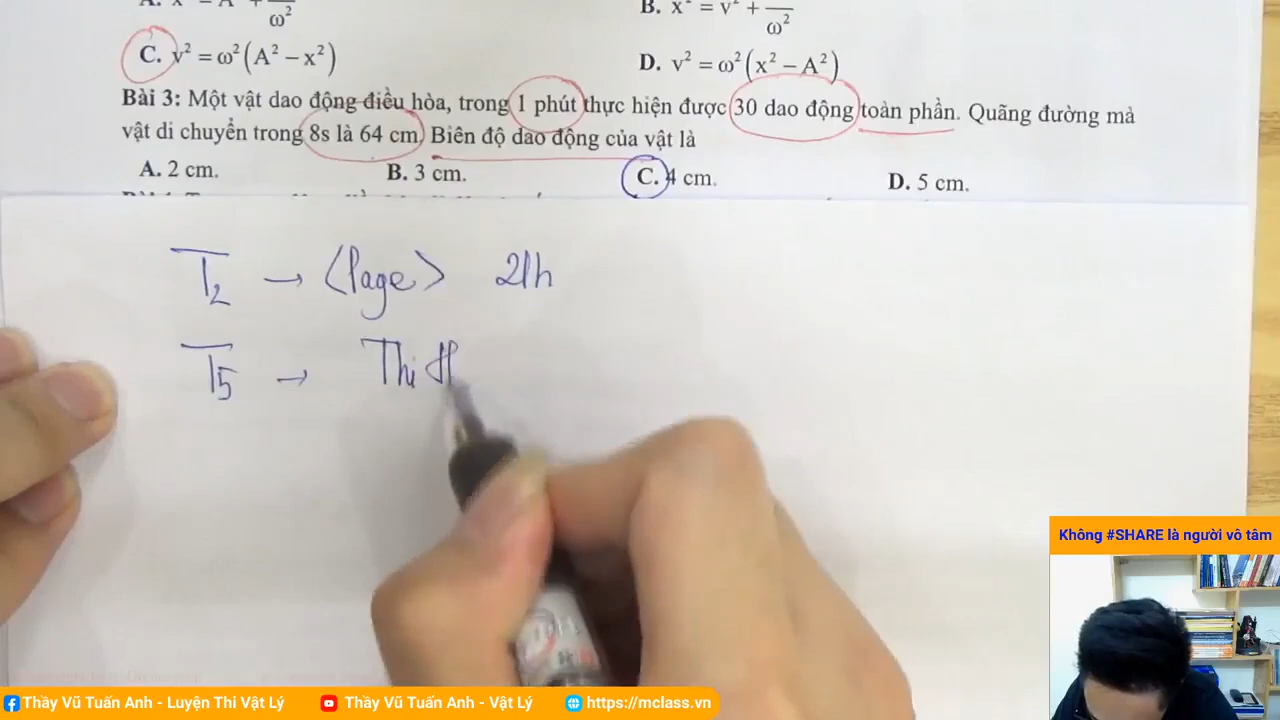 ω²
B. x² = v² +
ω²
C. v² = ω²(A² − x²)
D. v² = ω²(x² − A²)
Bài 3: Một vật dao động điều hòa, trong 1 phút thực hiện được 30 dao động toàn phần. Quãng đường mà
vật di chuyển trong 8s là 64 cm. Biên độ dao động của vật là
A. 2 cm.
B. 3 cm.
C. 4 cm.
D. 5 cm.
T2 → <Page> 21h
T5 → Thi
Không #SHARE là người vô tâm
Thầy Vũ Tuấn Anh - Luyện Thi Vật Lý
Thầy Vũ Tuấn Anh - Vật Lý
https://mclass.vn